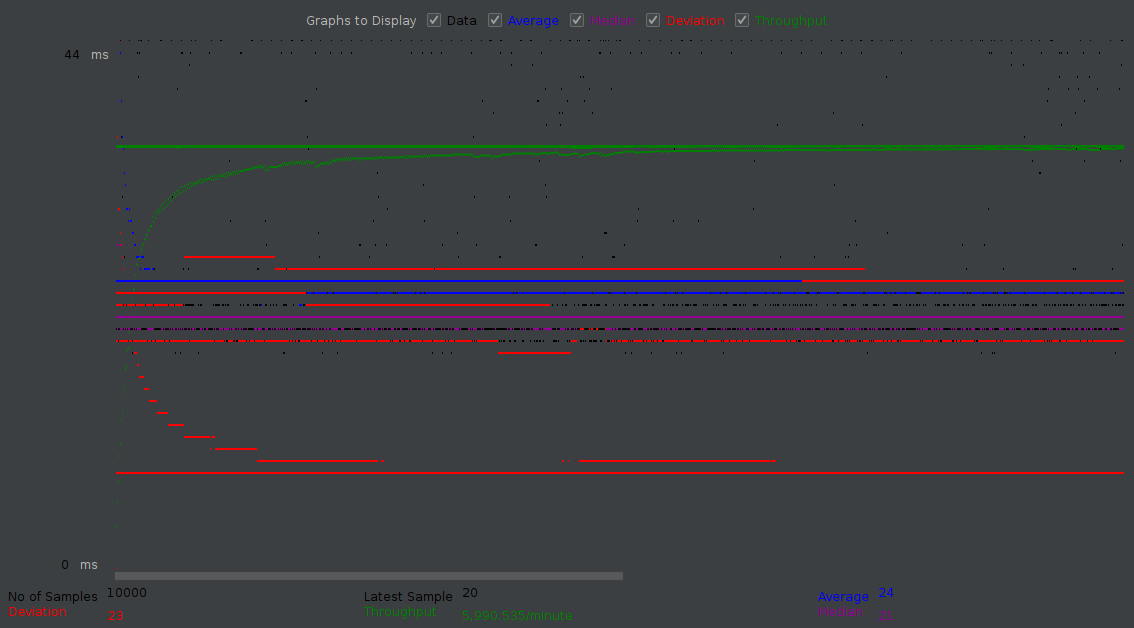 Graphs to Display Data Average Median Deviation Throughput
44 ms
0 ms
No of Samples 10000 Latest Sample 20 Average 24
Deviation 23 Throughput 5,990.535/minute Median 21